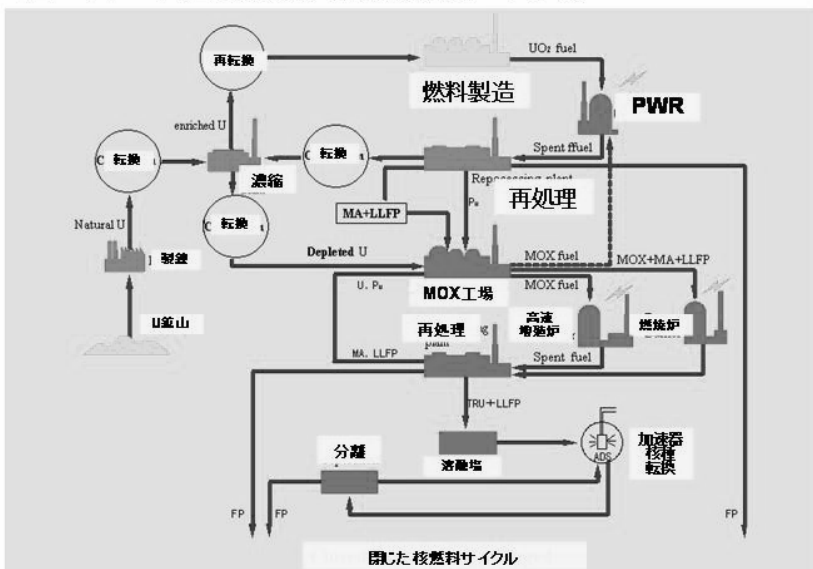 再転換
UO₂ fuel
燃料製造
PWR
enriched U
転換
濃縮
転換
Spent ffuel
再処理
MA+LLFP
Natural U
転換
製錬
Depleted U
MOX fuel
MOX+MA+LLFP
MOX fuel
MOX工場
U. Pu
U鉱山
再処理
高速
増殖炉
燃焼炉
MA. LLFP
Spent fuel
TRU+LLFP
分離
溶融塩
ADS
加速器
核種
転換
FP
FP
FP
閉じた核燃料サイクル